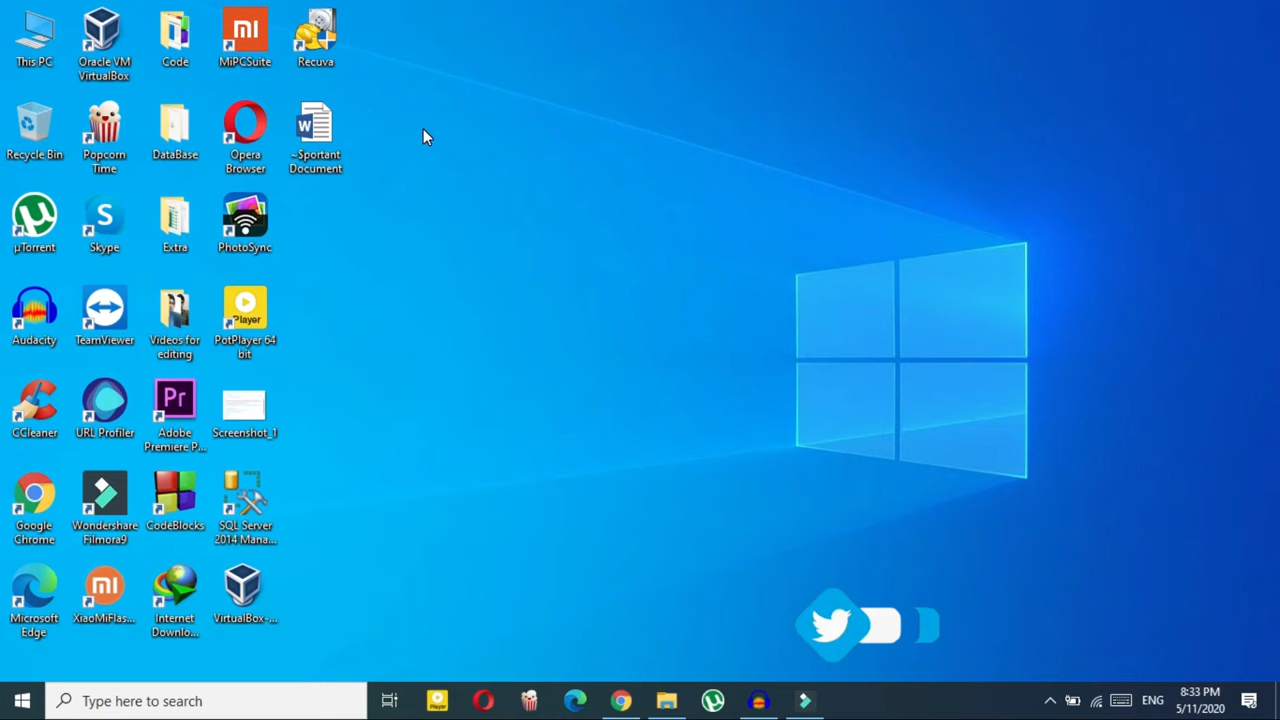 This PC
Oracle VM
VirtualBox
Code
MiPCSuite
Recuva
Recycle Bin
Popcorn
Time
DataBase
Opera
Browser
~$portant
Document
µTorrent
Skype
Extra
PhotoSync
Audacity
TeamViewer
Videos for
editing
PotPlayer 64
bit
CCleaner
URL Profiler
Adobe
Premiere P...
Screenshot_1
Google
Chrome
Wondershare
Filmora9
CodeBlocks
SQL Server
2014 Mana...
Microsoft
Edge
XiaoMiFlas...
Internet
Downlo...
VirtualBox-...
Type here to search
ENG
8:33 PM
5/11/2020